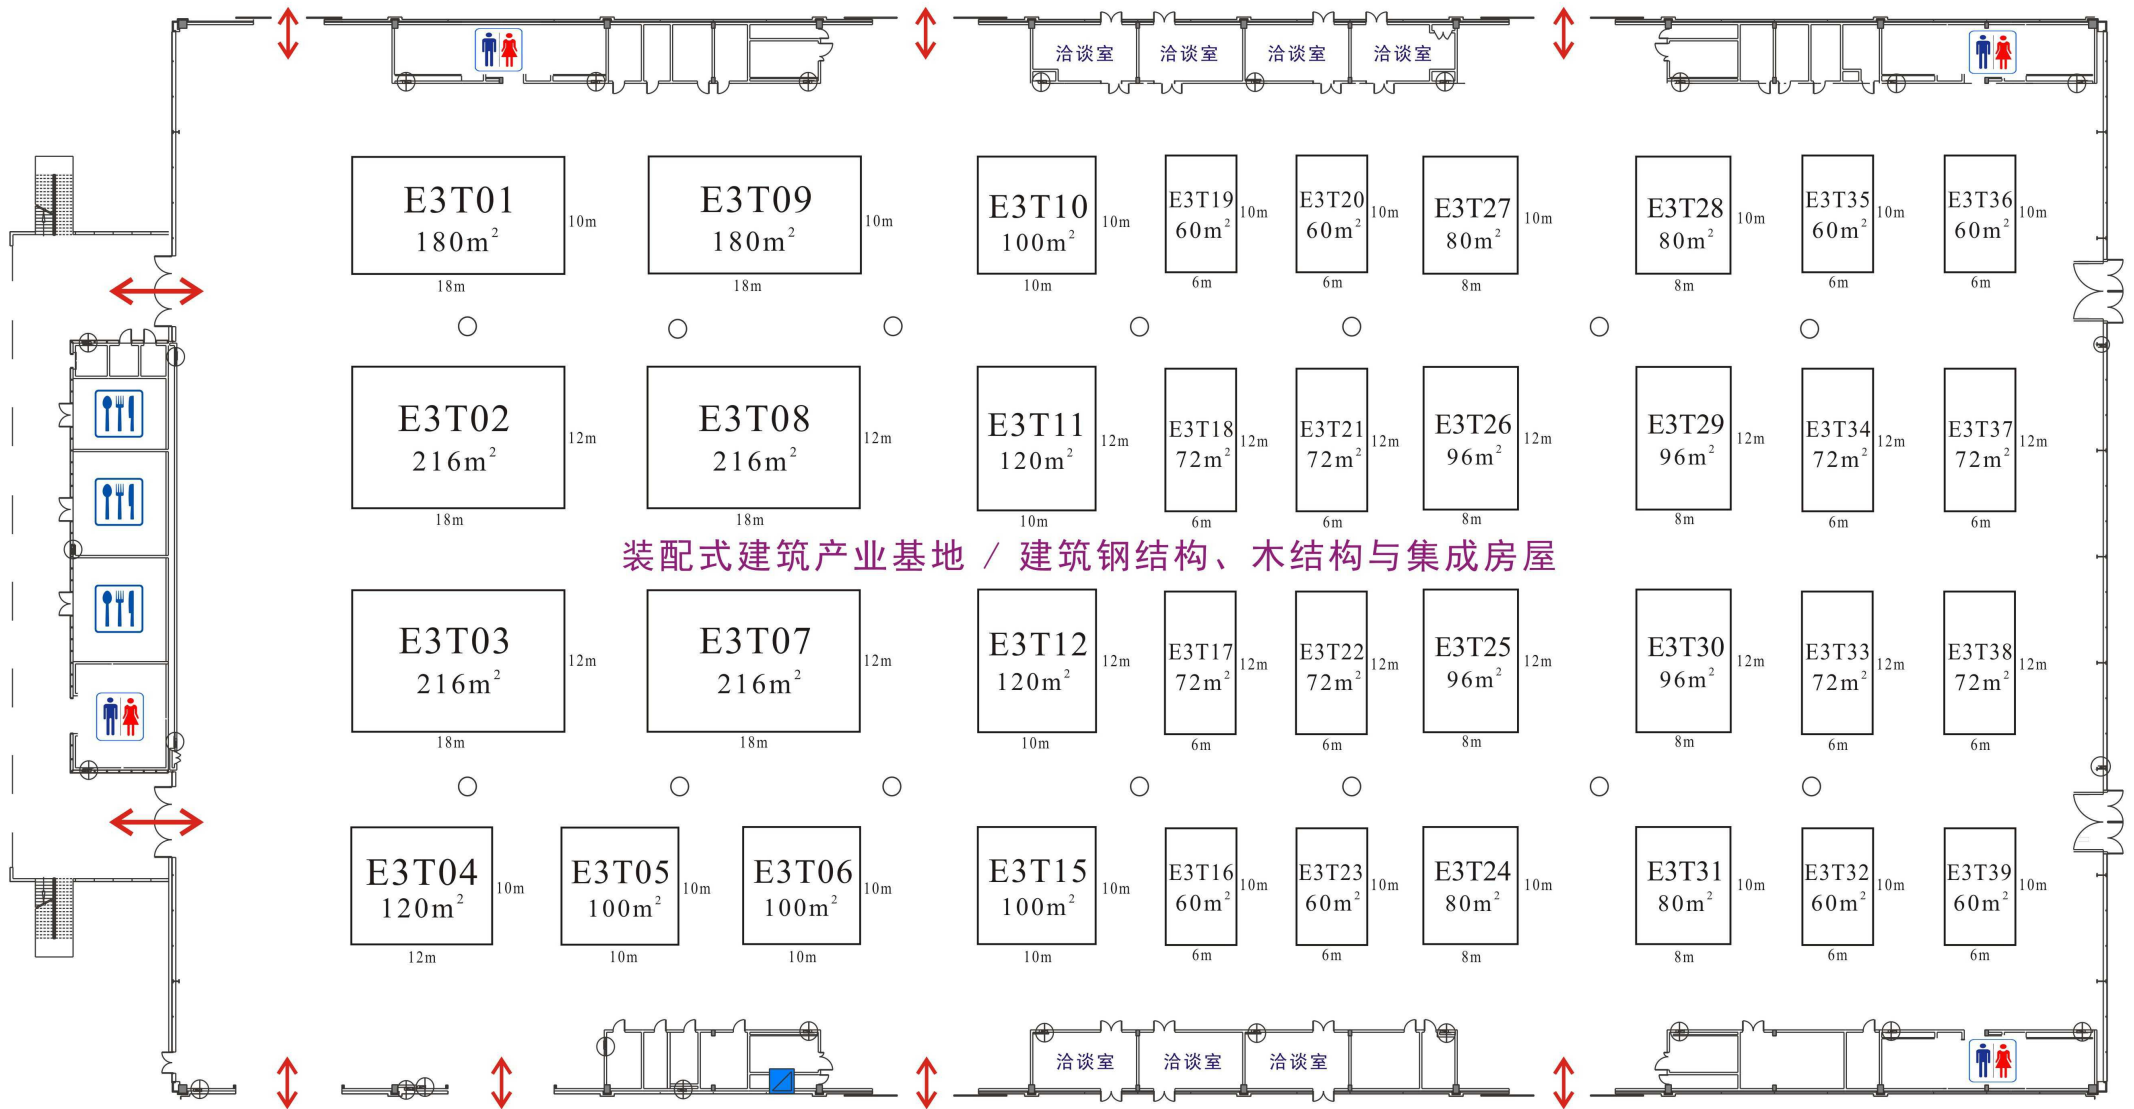 洽谈室 洽谈室 洽谈室 洽谈室
E3T01 E3T09 E3T10 E3T19 E3T20 E3T27 E3T28 E3T35 E3T36
180m² 180m² 100m² 60m² 60m² 80m² 80m² 60m² 60m²
10m 10m 10m 10m 10m 10m 10m 10m 10m
18m 18m 10m 6m 6m 8m 8m 6m 6m
E3T02 E3T08 E3T11 E3T18 E3T21 E3T26 E3T29 E3T34 E3T37
216m² 216m² 120m² 72m² 72m² 96m² 96m² 72m² 72m²
12m 12m 12m 12m 12m 12m 12m 12m 12m
18m 18m 10m 6m 6m 8m 8m 6m 6m
装配式建筑产业基地 / 建筑钢结构、木结构与集成房屋
E3T03 E3T07 E3T12 E3T17 E3T22 E3T25 E3T30 E3T33 E3T38
216m² 216m² 120m² 72m² 72m² 96m² 96m² 72m² 72m²
12m 12m 12m 12m 12m 12m 12m 12m 12m
18m 18m 10m 6m 6m 8m 8m 6m 6m
E3T04 E3T05 E3T06 E3T15 E3T16 E3T23 E3T24 E3T31 E3T32 E3T39
120m² 100m² 100m² 100m² 60m² 60m² 80m² 80m² 60m² 60m²
10m 10m 10m 10m 10m 10m 10m 10m 10m 10m
12m 10m 10m 10m 6m 6m 8m 8m 6m 6m
洽谈室 洽谈室 洽谈室